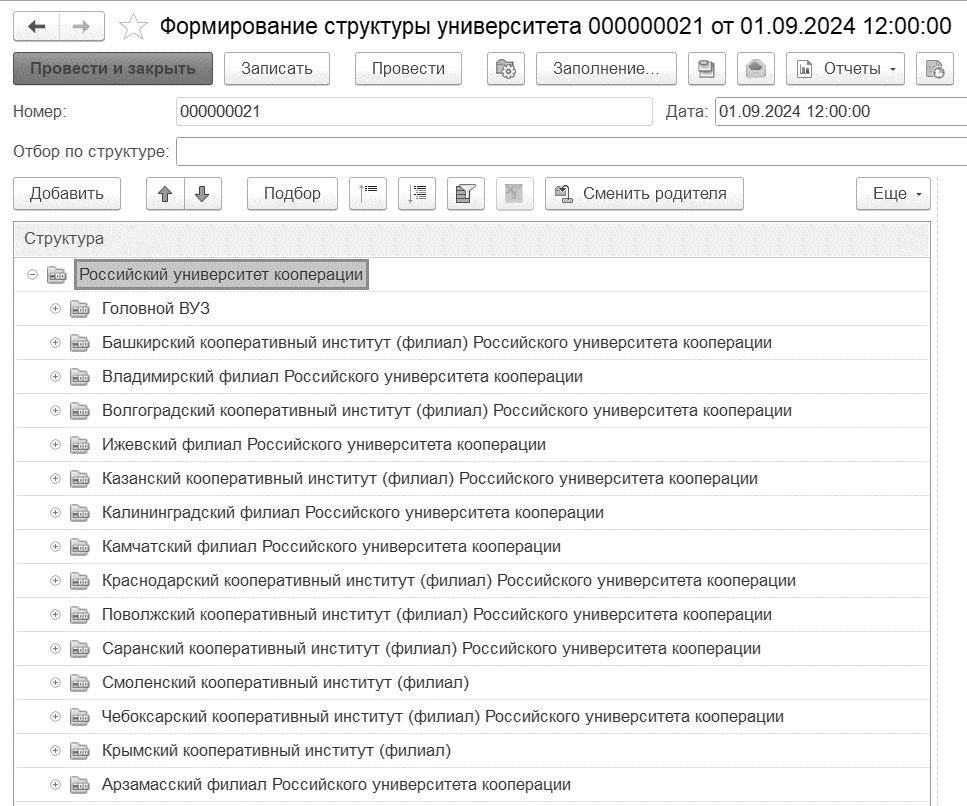 Формирование структуры университета 000000021 от 01.09.2024 12:00:00
Провести и закрыть Записать Провести Заполнение... Отчеты
Номер: 000000021 Дата: 01.09.2024 12:00:00
Отбор по структуре:
Добавить Подбор Сменить родителя Еще
Структура
Российский университет кооперации
Головной ВУЗ
Башкирский кооперативный институт (филиал) Российского университета кооперации
Владимирский филиал Российского университета кооперации
Волгоградский кооперативный институт (филиал) Российского университета кооперации
Ижевский филиал Российского университета кооперации
Казанский кооперативный институт (филиал) Российского университета кооперации
Калининградский филиал Российского университета кооперации
Камчатский филиал Российского университета кооперации
Краснодарский кооперативный институт (филиал) Российского университета кооперации
Поволжский кооперативный институт (филиал) Российского университета кооперации
Саранский кооперативный институт (филиал) Российского университета кооперации
Смоленский кооперативный институт (филиал)
Чебоксарский кооперативный институт (филиал) Российского университета кооперации
Крымский кооперативный институт (филиал)
Арзамасский филиал Российского университета кооперации